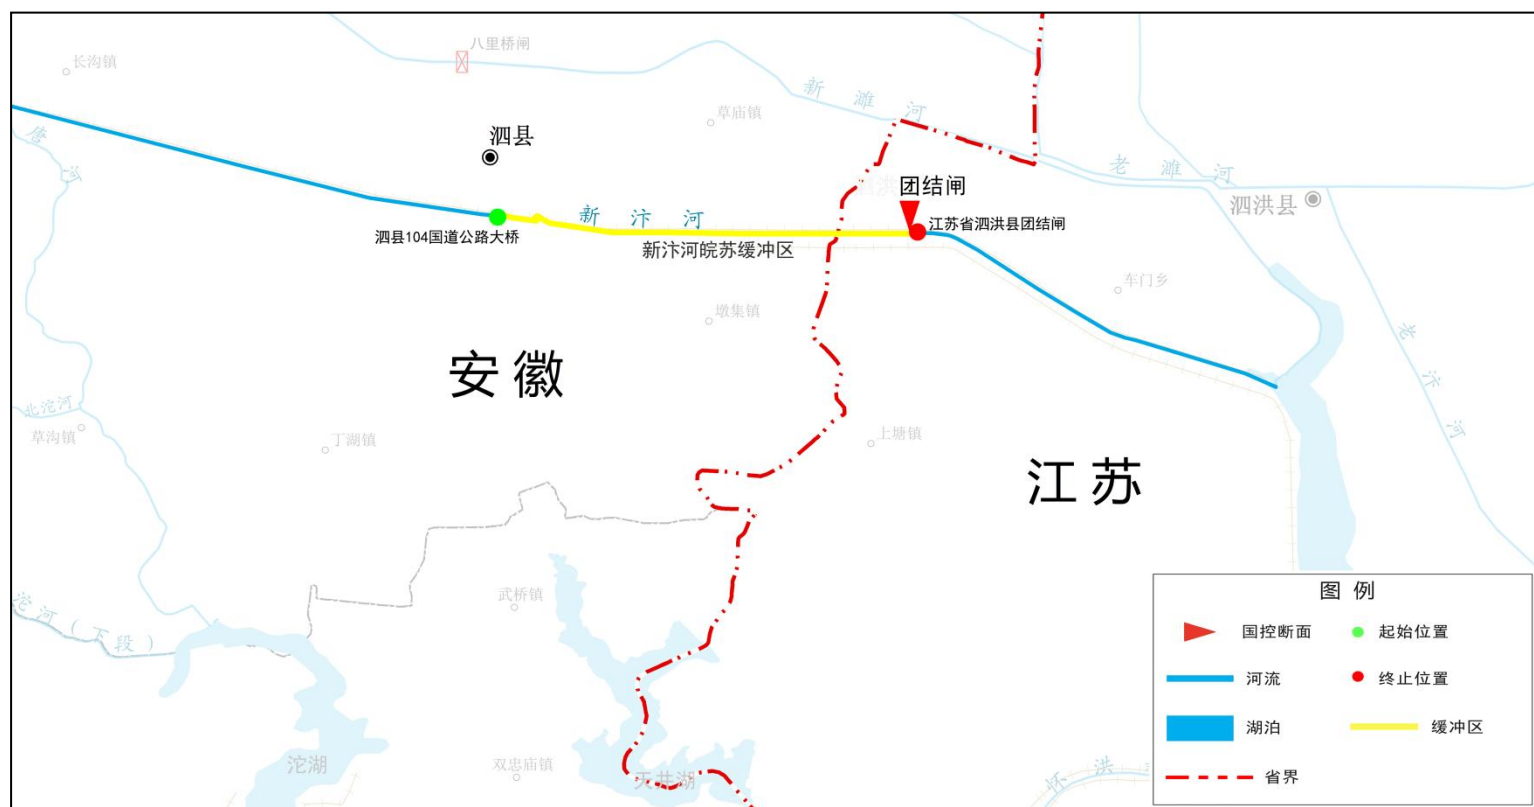 八里桥闸
长沟镇
新濉河
草庙镇
唐河
泗县
老濉河
泗洪
团结闸
泗洪县
新汴河
江苏省泗洪县团结闸
泗县104国道公路大桥
新汴河皖苏缓冲区
车门乡
墩集镇
老汴河
安徽
北沱河
草沟镇
丁湖镇
上塘镇
江苏
武桥镇
沱河（下段）
沱湖
双忠庙镇
天井湖
怀洪
图 例
国控断面
起始位置
河流
终止位置
湖泊
缓冲区
省界